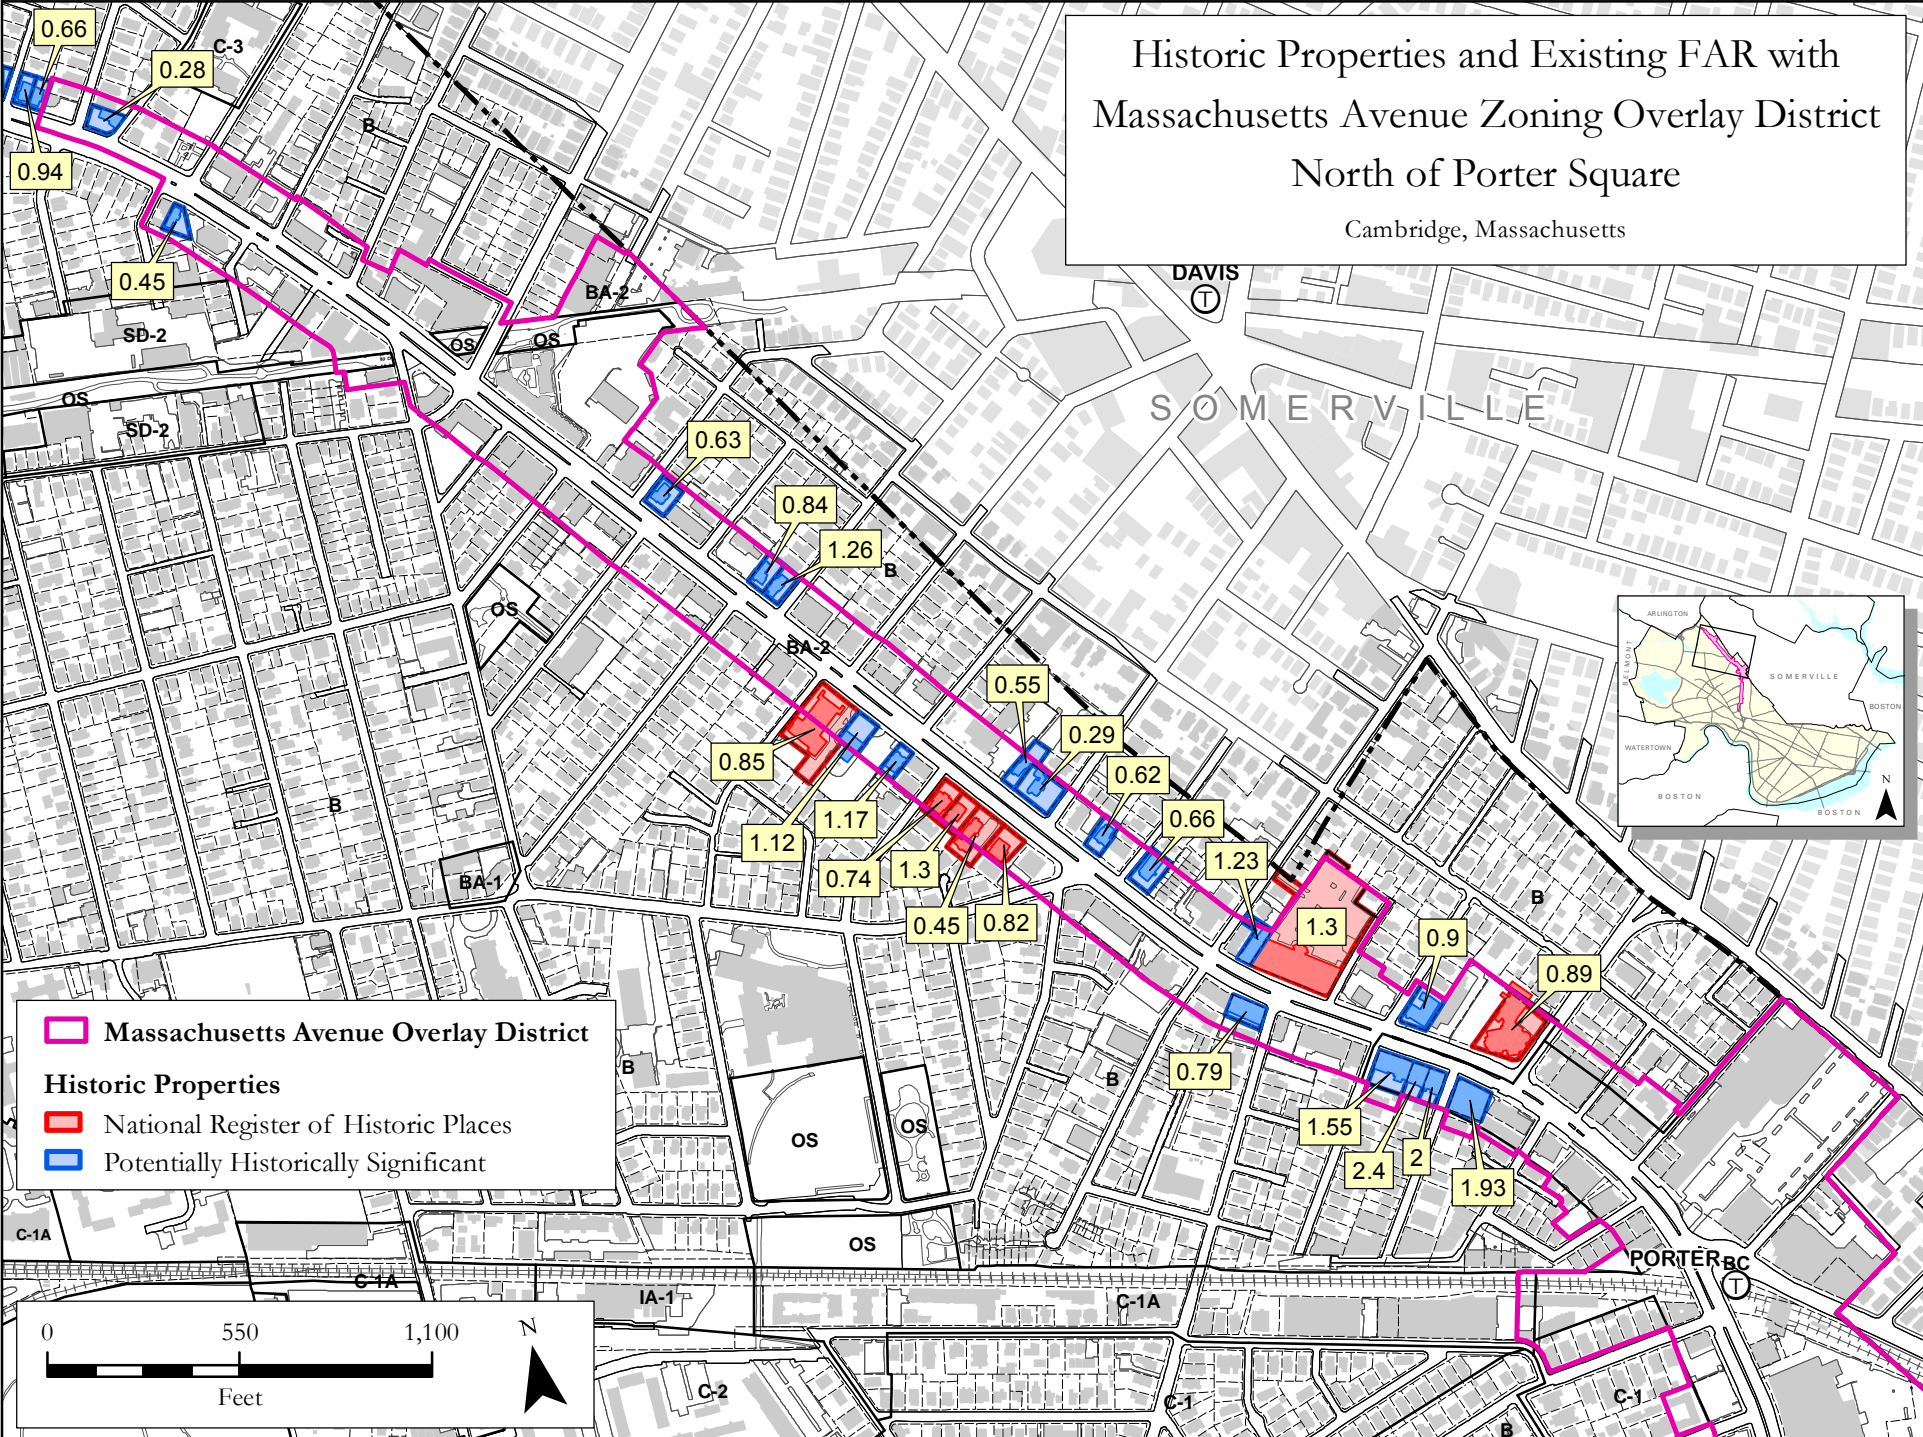 Historic Properties and Existing FAR with
Massachusetts Avenue Zoning Overlay District
North of Porter Square
Cambridge, Massachusetts
0.66
C-3
0.28
B
0.94
0.45
BA-2
SD-2
OS
OS
OS
SD-2
DAVIS
T
SOMERVILLE
0.63
0.84
1.26
B
OS
BA-2
0.55
0.29
0.85
0.62
1.17
0.66
1.12
B
0.74
1.3
1.23
BA-1
0.45
0.82
1.3
B
0.9
0.89
0.79
B
B
1.55
2.4
2
1.93
OS
OS
OS
C-1A
C-1A
IA-1
C-1A
PORTER
BC
T
C-2
C-1
C-1
B
ARLINGTON
BELMONT
SOMERVILLE
BOSTON
WATERTOWN
BOSTON
BOSTON
N
Massachusetts Avenue Overlay District
Historic Properties
National Register of Historic Places
Potentially Historically Significant
0 550 1,100
Feet
N